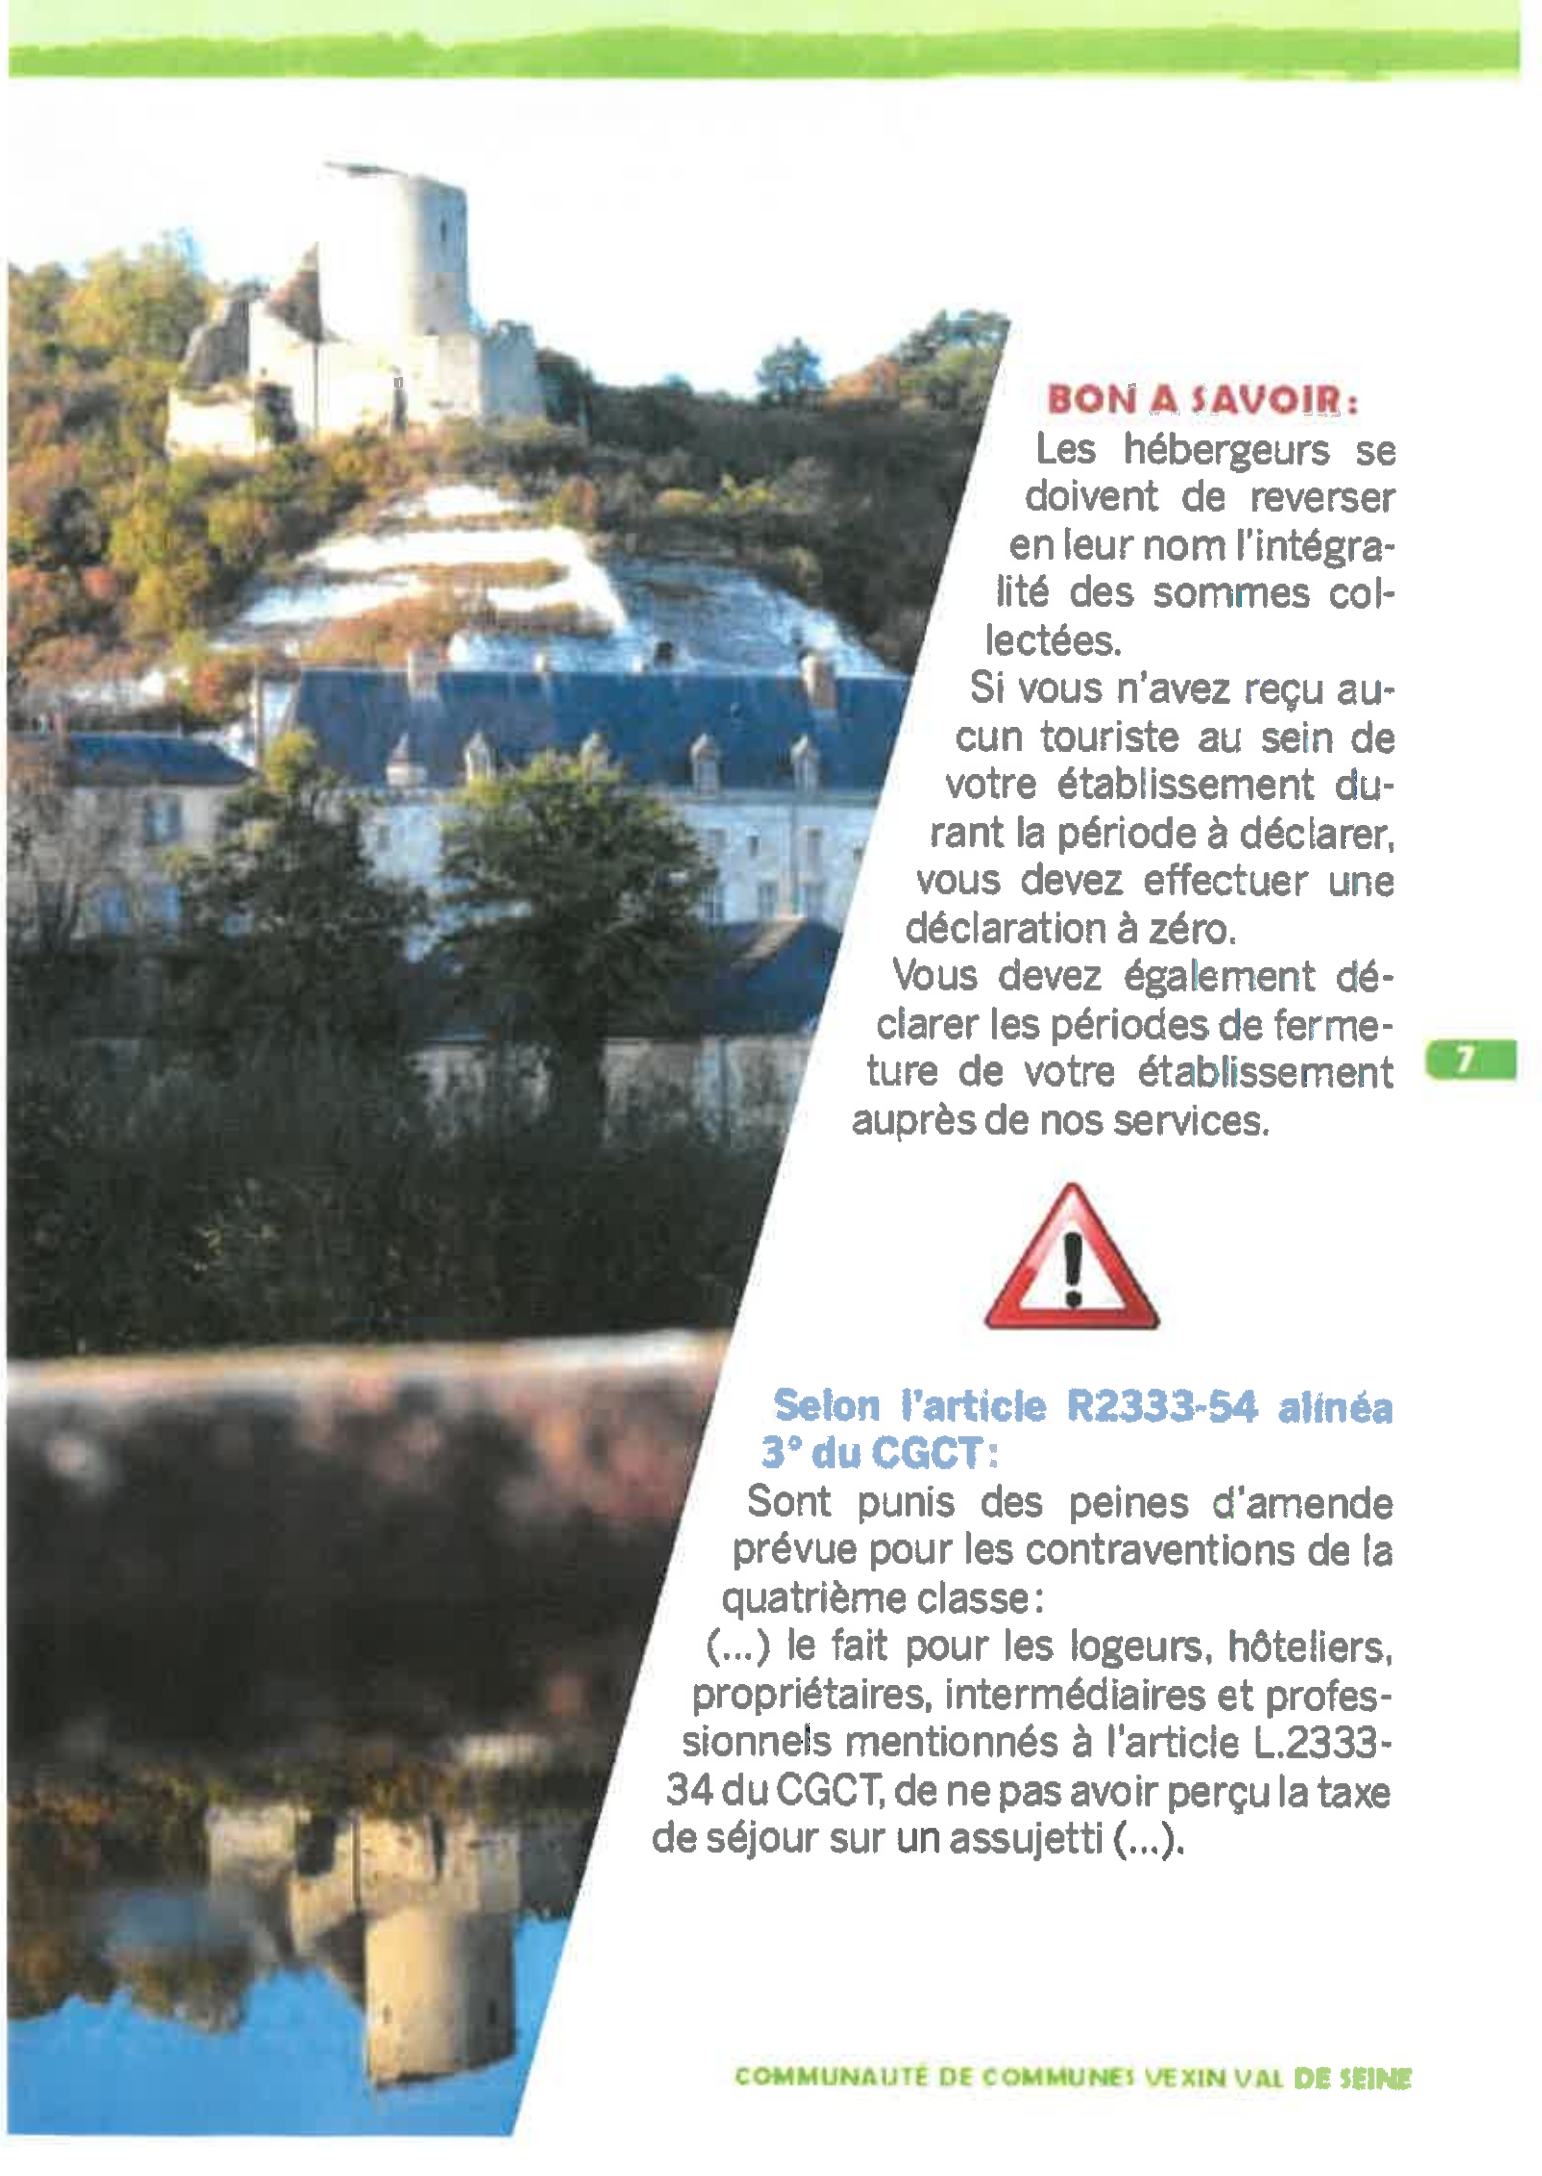 BON A SAVOIR:
Les hébergeurs se
doivent de reverser
en leur nom l'intégra-
lité des sommes col-
lectées.
Si vous n'avez reçu au-
cun touriste au sein de
votre établissement du-
rant la période à déclarer,
vous devez effectuer une
déclaration à zéro.
Vous devez également dé-
clarer les périodes de ferme-
ture de votre établissement
auprès de nos services.
7
Selon l'article R2333-54 alinéa
3° du CGCT:
Sont punis des peines d'amende
prévue pour les contraventions de la
quatrième classe:
(...) le fait pour les logeurs, hôteliers,
propriétaires, intermédiaires et profes-
sionnels mentionnés à l'article L.2333-
34 du CGCT, de ne pas avoir perçu la taxe
de séjour sur un assujetti (...).
COMMUNAUTÉ DE COMMUNES VEXIN VAL DE SEINE